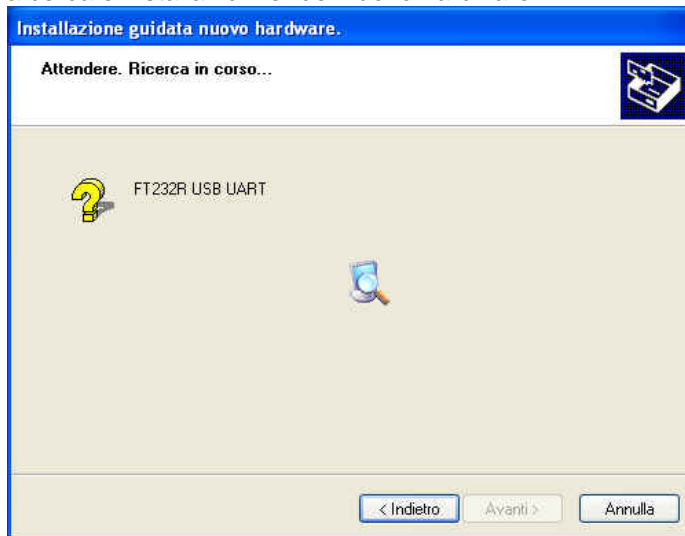 Installazione guidata nuovo hardware.
Attendere. Ricerca in corso...
FT232R USB UART
< Indietro
Avanti >
Annulla